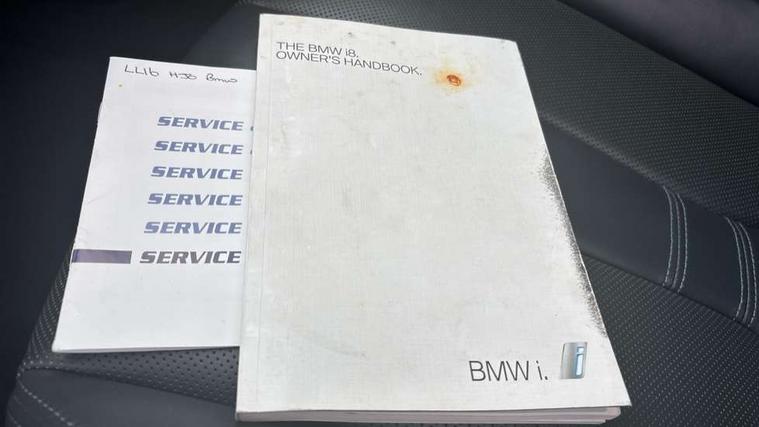 LL16 HJO Bmw
SERVICE
SERVICE
SERVICE
SERVICE
SERVICE
SERVICE
THE BMW i8.
OWNER'S HANDBOOK.
BMW i.
i